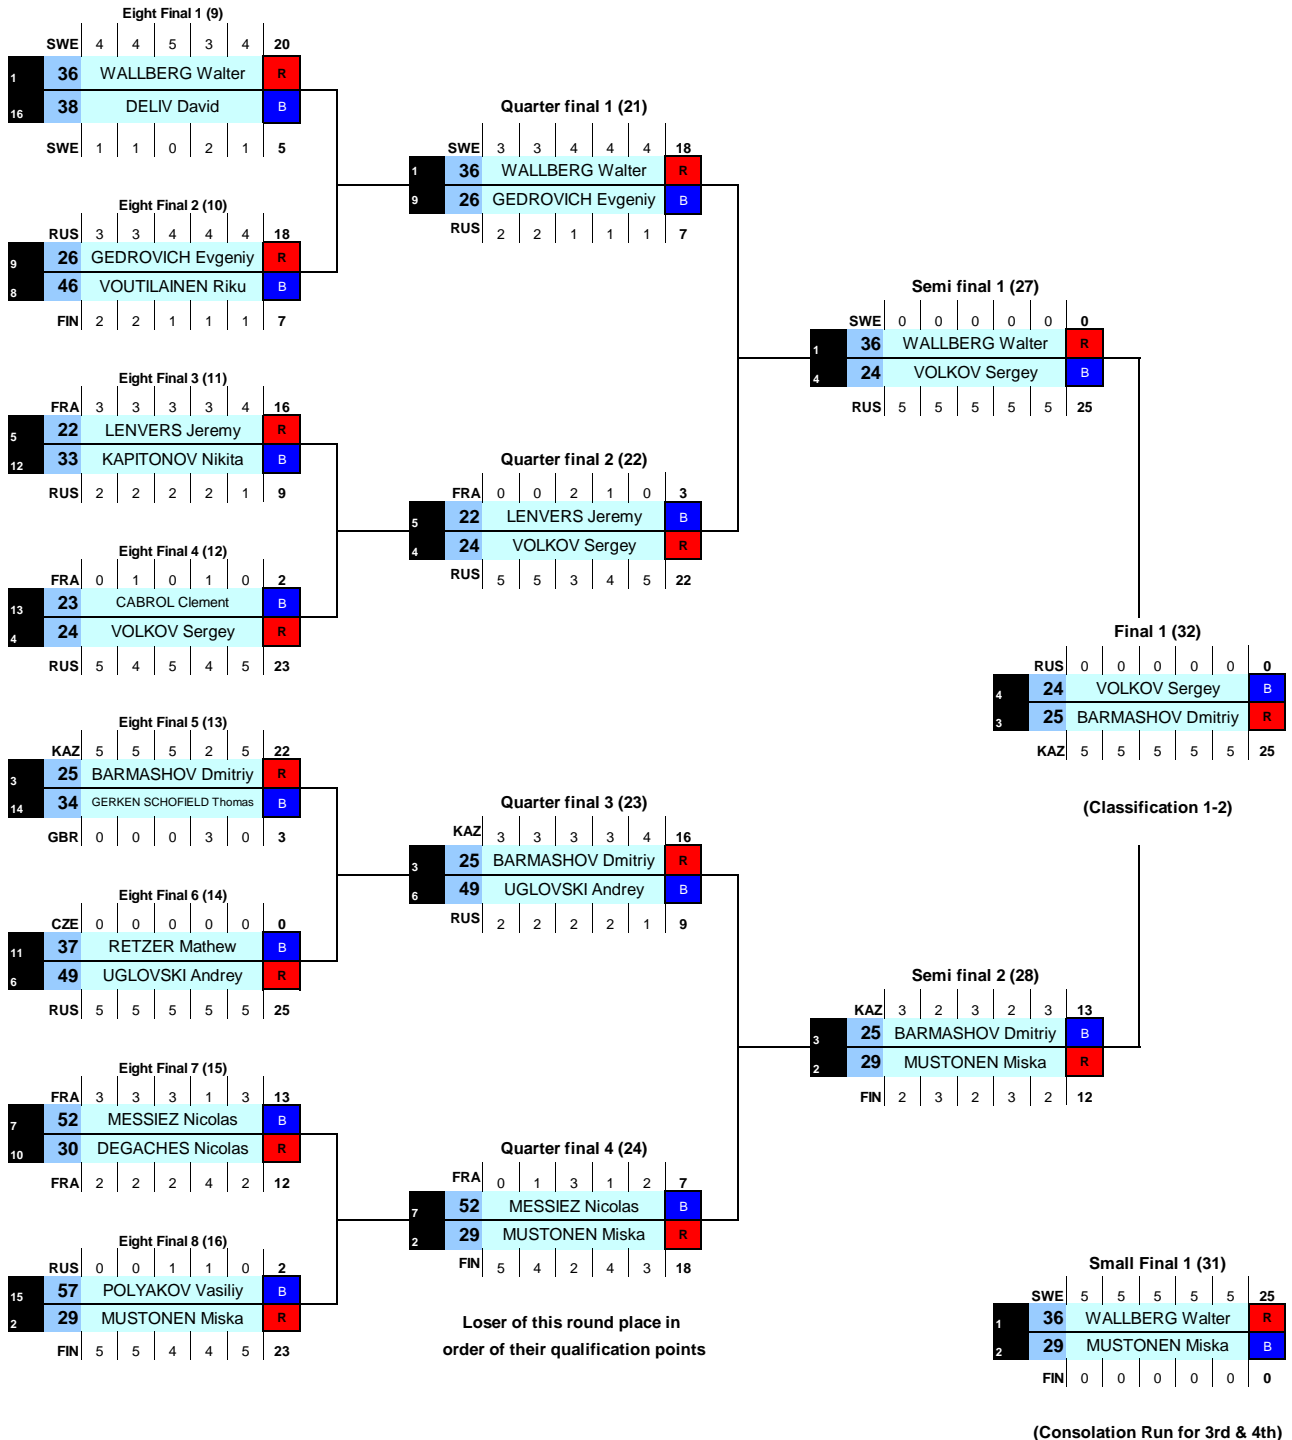 Eight Final 1 (9)
SWE 4 4 5 3 4 20
1 36 WALLBERG Walter R
16 38 DELIV David B
SWE 1 1 0 2 1 5
Eight Final 2 (10)
RUS 3 3 4 4 4 18
9 26 GEDROVICH Evgeniy R
8 46 VOUTILAINEN Riku B
FIN 2 2 1 1 1 7
Eight Final 3 (11)
FRA 3 3 3 3 4 16
5 22 LENVERS Jeremy R
12 33 KAPITONOV Nikita B
RUS 2 2 2 2 1 9
Eight Final 4 (12)
FRA 0 1 0 1 0 2
13 23 CABROL Clement B
4 24 VOLKOV Sergey R
RUS 5 4 5 4 5 23
Eight Final 5 (13)
KAZ 5 5 5 2 5 22
3 25 BARMASHOV Dmitriy R
14 34 GERKEN SCHOFIELD Thomas B
GBR 0 0 0 3 0 3
Eight Final 6 (14)
CZE 0 0 0 0 0 0
11 37 RETZER Mathew B
6 49 UGLOVSKI Andrey R
RUS 5 5 5 5 5 25
Eight Final 7 (15)
FRA 3 3 3 1 3 13
7 52 MESSIEZ Nicolas B
10 30 DEGACHES Nicolas R
FRA 2 2 2 4 2 12
Eight Final 8 (16)
RUS 0 0 1 1 0 2
15 57 POLYAKOV Vasiliy B
2 29 MUSTONEN Miska R
FIN 5 5 4 4 5 23
Quarter final 1 (21)
SWE 3 3 4 4 4 18
1 36 WALLBERG Walter R
9 26 GEDROVICH Evgeniy B
RUS 2 2 1 1 1 7
Quarter final 2 (22)
FRA 0 0 2 1 0 3
5 22 LENVERS Jeremy B
4 24 VOLKOV Sergey R
RUS 5 5 3 4 5 22
Quarter final 3 (23)
KAZ 3 3 3 3 4 16
3 25 BARMASHOV Dmitriy R
6 49 UGLOVSKI Andrey B
RUS 2 2 2 2 1 9
Quarter final 4 (24)
FRA 0 1 3 1 2 7
7 52 MESSIEZ Nicolas B
2 29 MUSTONEN Miska R
FIN 5 4 2 4 3 18
Loser of this round place in
order of their qualification points
Semi final 1 (27)
SWE 0 0 0 0 0 0
1 36 WALLBERG Walter R
4 24 VOLKOV Sergey B
RUS 5 5 5 5 5 25
Semi final 2 (28)
KAZ 3 2 3 2 3 13
3 25 BARMASHOV Dmitriy B
2 29 MUSTONEN Miska R
FIN 2 3 2 3 2 12
Final 1 (32)
RUS 0 0 0 0 0 0
4 24 VOLKOV Sergey B
3 25 BARMASHOV Dmitriy R
KAZ 5 5 5 5 5 25
(Classification 1-2)
Small Final 1 (31)
SWE 5 5 5 5 5 25
1 36 WALLBERG Walter R
2 29 MUSTONEN Miska B
FIN 0 0 0 0 0 0
(Consolation Run for 3rd & 4th)